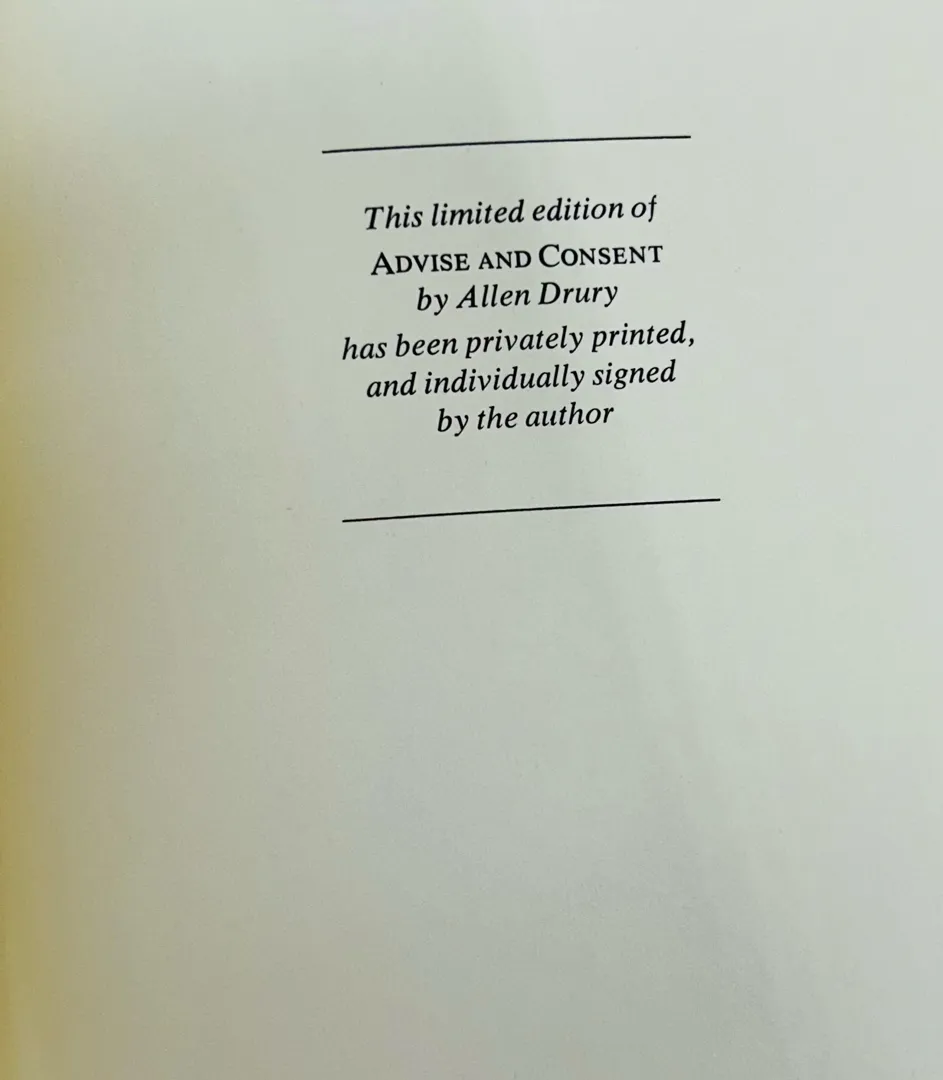 This limited edition of
ADVISE AND CONSENT
by Allen Drury
has been privately printed,
and individually signed
by the author